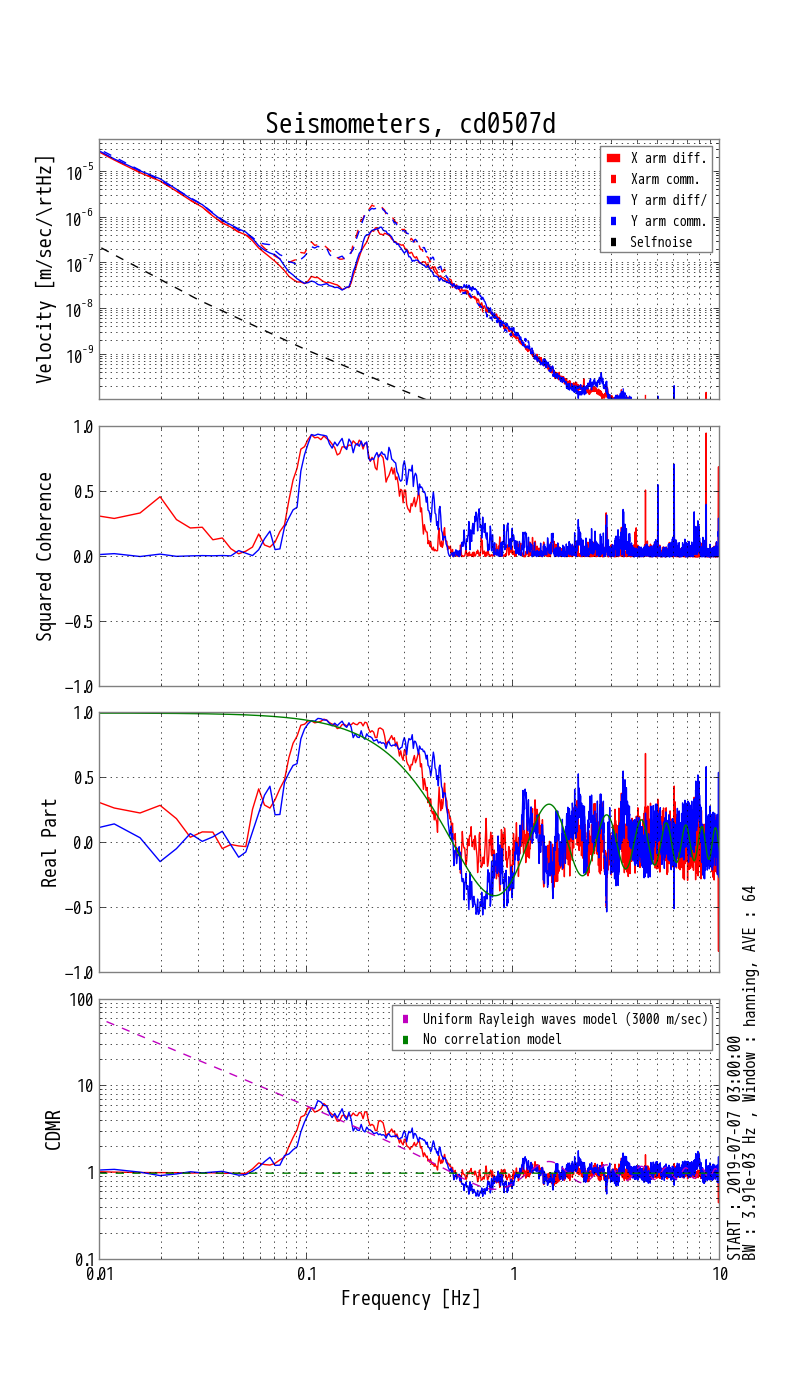 Seismometers, cd0507d
Velocity [m/sec/\rtHz]
10^-5
10^-6
10^-7
10^-8
10^-9
X arm diff.
Xarm comm.
Y arm diff/
Y arm comm.
Selfnoise
Squared Coherence
1.0
0.5
0.0
−0.5
−1.0
Real Part
1.0
0.5
0.0
−0.5
−1.0
CDMR
100
10
1
0.1
Uniform Rayleigh waves model (3000 m/sec)
No correlation model
0.01
0.1
1
10
Frequency [Hz]
START : 2019-07-07 03:00:00
BW : 3.91e-03 Hz , Window : hanning, AVE : 64